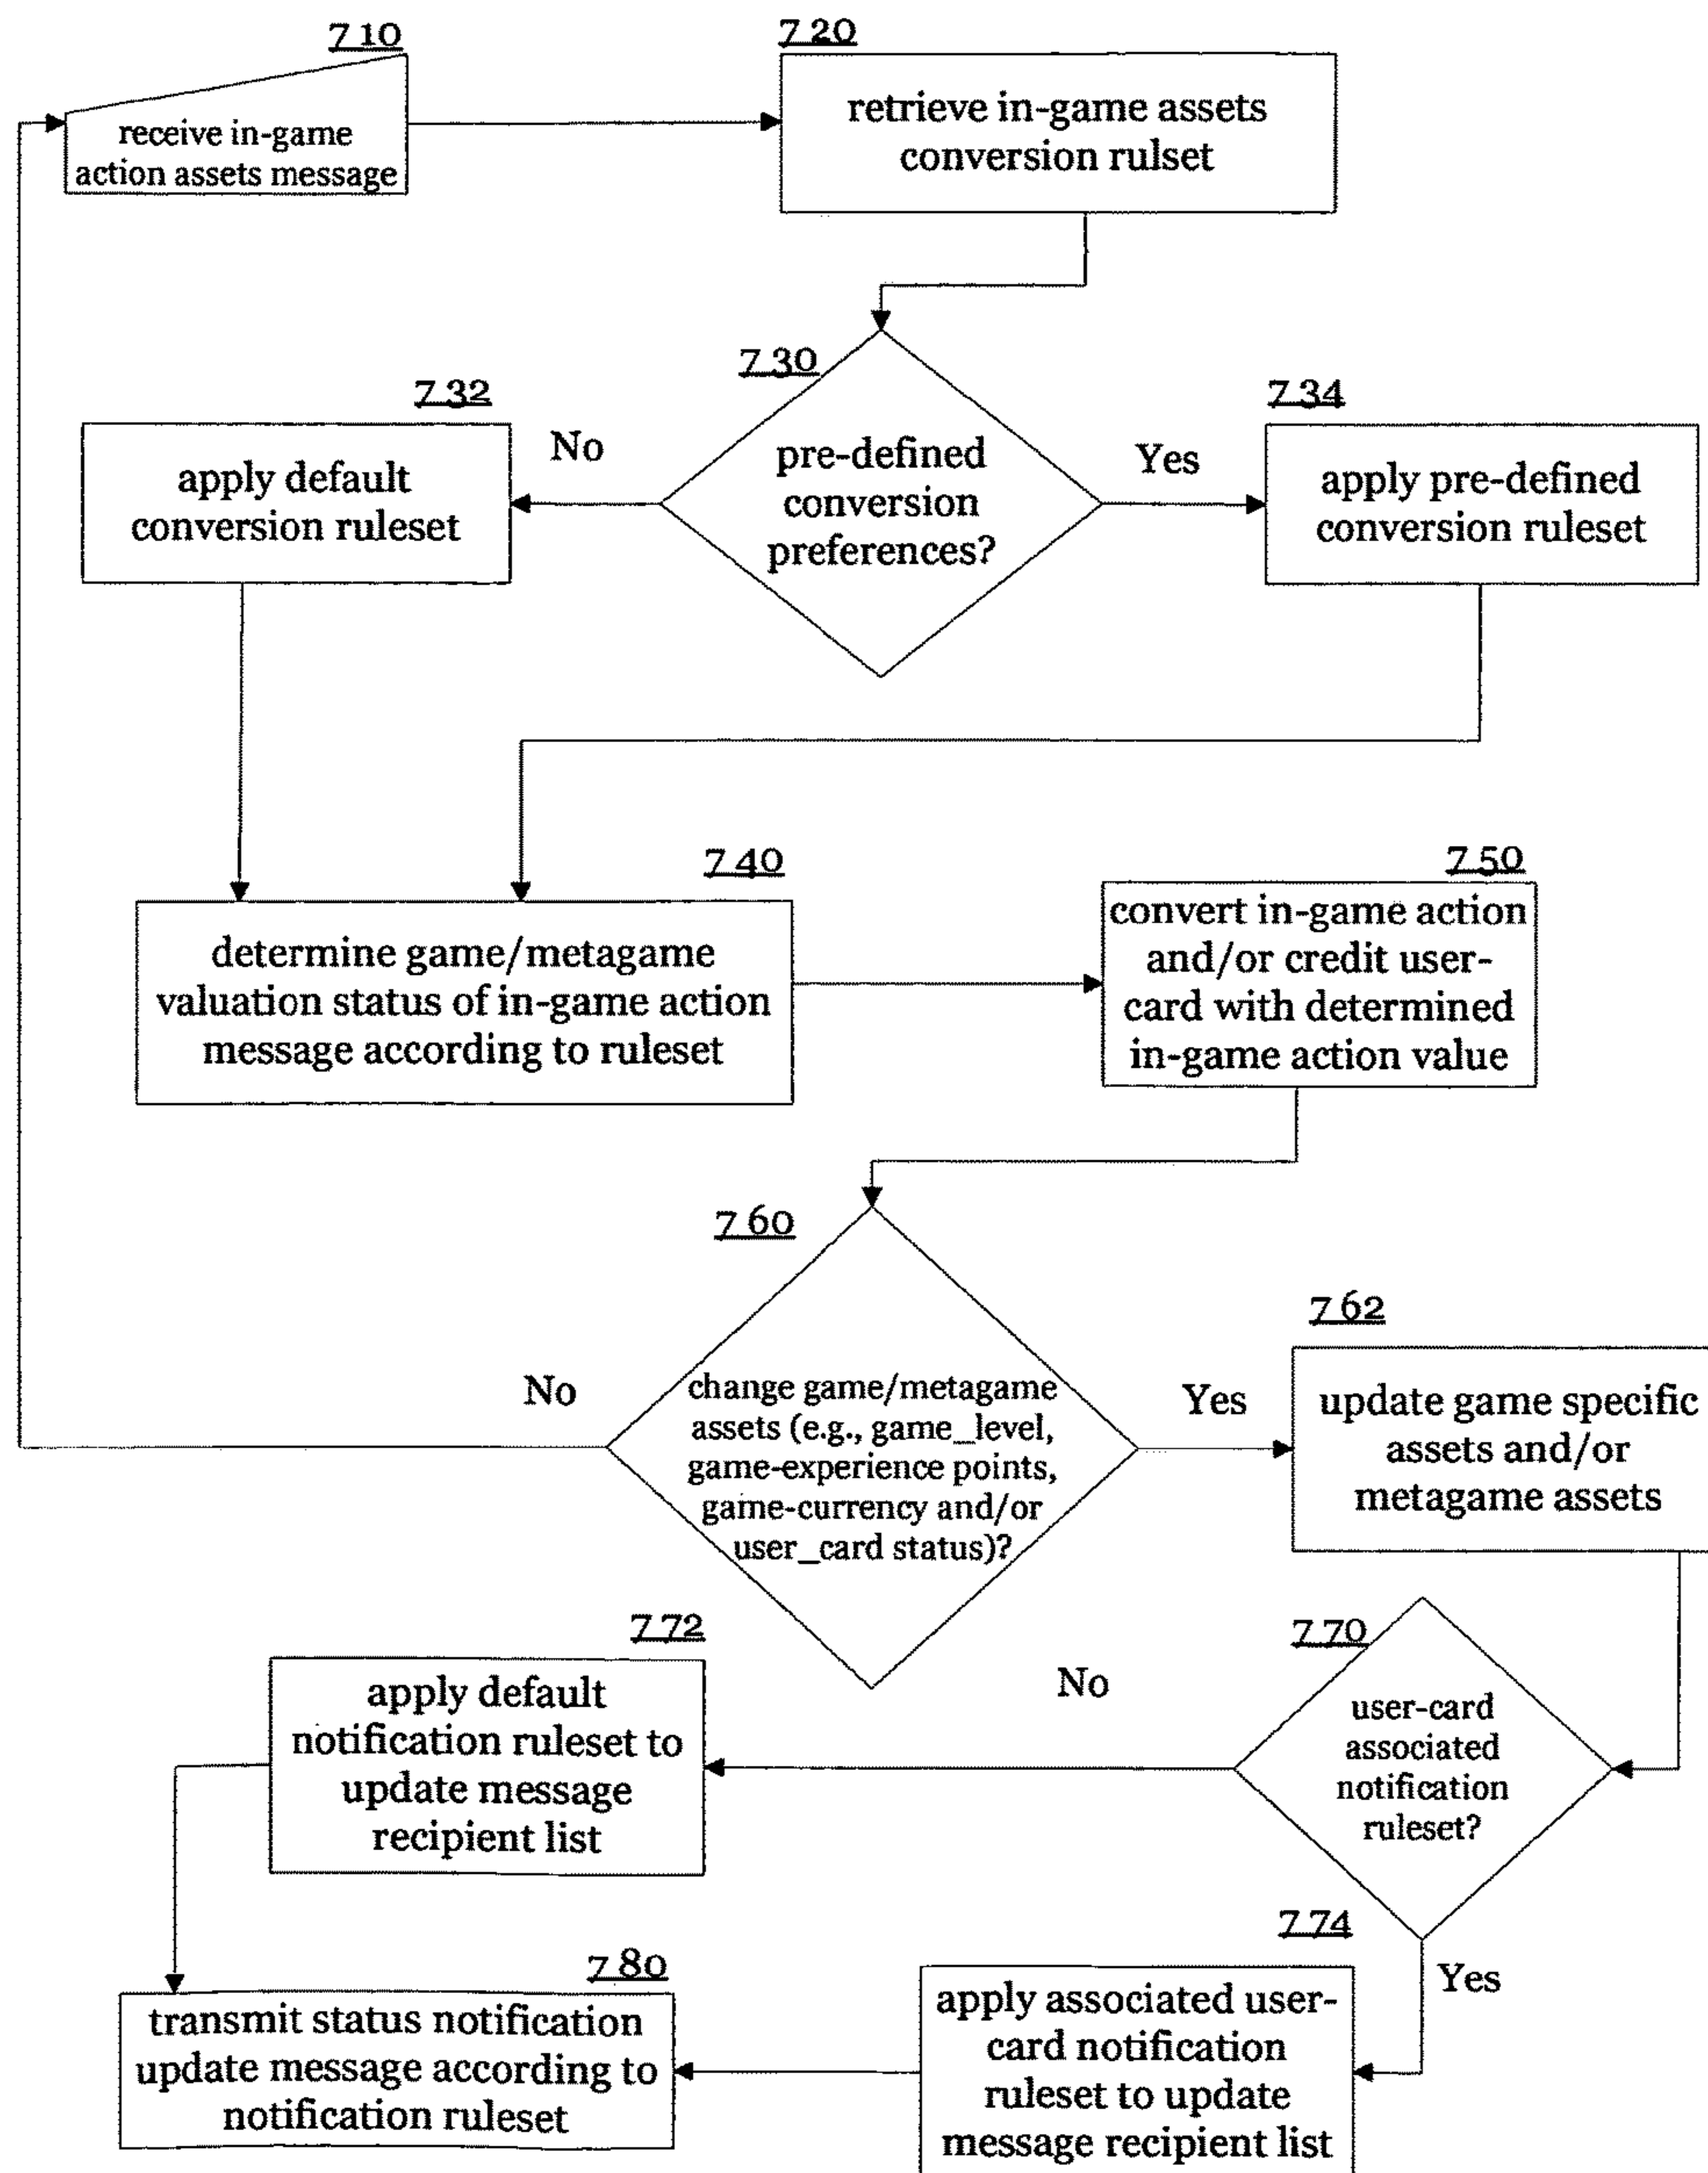 710
receive in-game
action assets message
720
retrieve in-game assets
conversion rulset
730
pre-defined
conversion
preferences?
No
Yes
732
apply default
conversion ruleset
734
apply pre-defined
conversion ruleset
740
determine game/metagame
valuation status of in-game action
message according to ruleset
750
convert in-game action
and/or credit user-
card with determined
in-game action value
760
change game/metagame
assets (e.g., game_level,
game-experience points,
game-currency and/or
user_card status)?
No
Yes
762
update game specific
assets and/or
metagame assets
770
user-card
associated
notification
ruleset?
No
Yes
772
apply default
notification ruleset to
update message
recipient list
774
apply associated user-
card notification
ruleset to update
message recipient list
780
transmit status notification
update message according to
notification ruleset